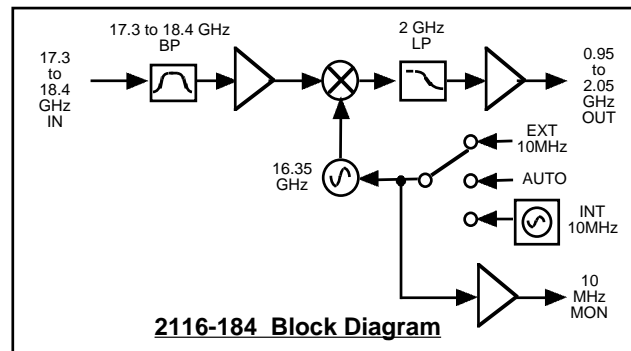 17.3 to 18.4 GHz
BP
2 GHz
LP
17.3
to
18.4
GHz
IN
0.95
to
2.05
GHz
OUT
EXT
10MHz
16.35
GHz
AUTO
INT
10MHz
10
MHz
MON
2116-184 Block Diagram